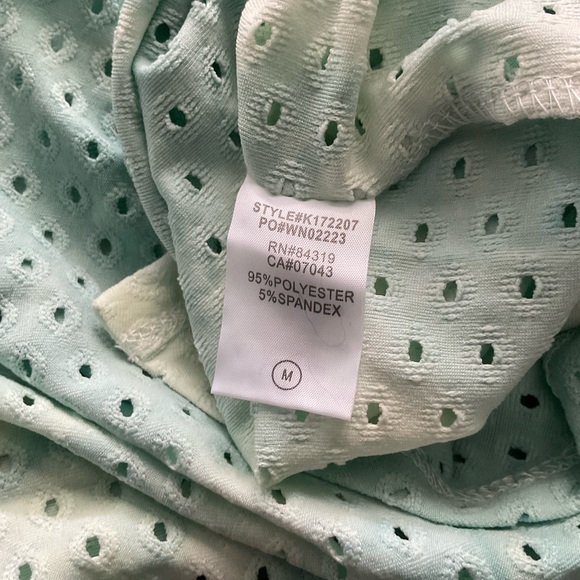 STYLE#K172207
PO#WN02223
RN#84319
CA#07043
95%POLYESTER
5%SPANDEX
M